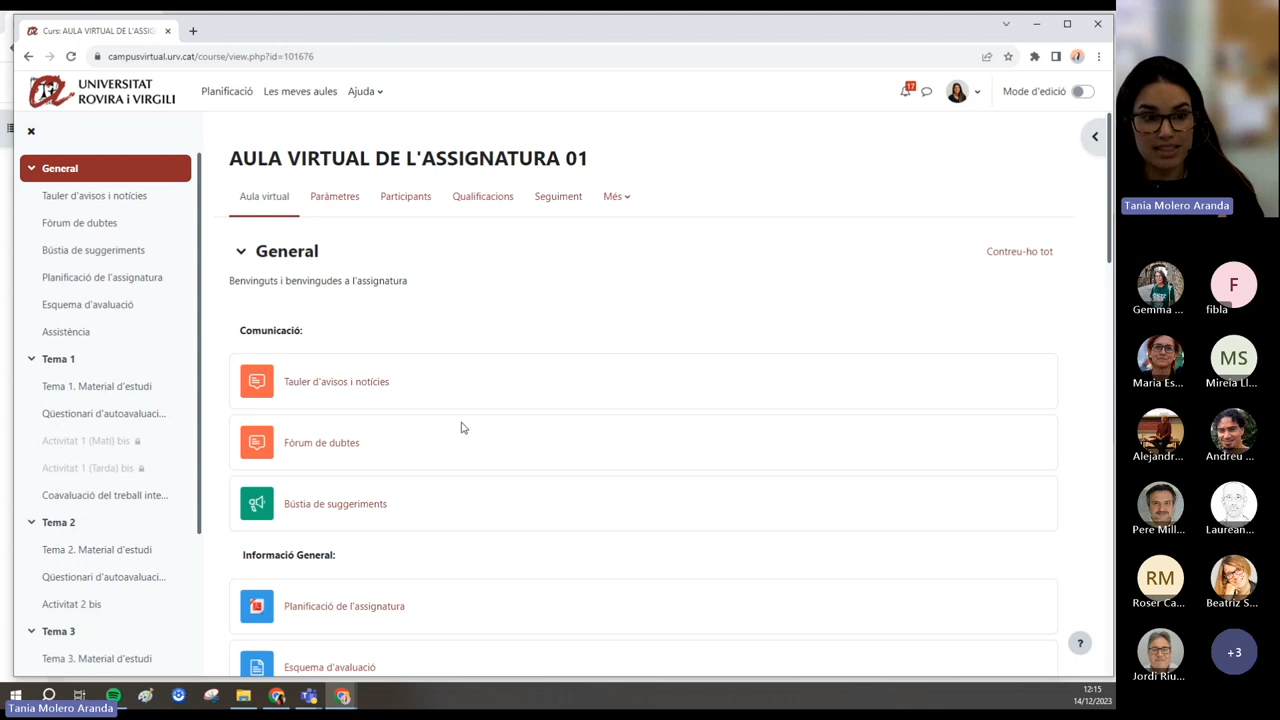 Curs: AULA VIRTUAL DE L'ASSIG
campusvirtual.urv.cat/course/view.php?id=101676
UNIVERSITAT
ROVIRA i VIRGILI
Planificació
Les meves aules
Ajuda
17
Mode d'edició
General
Tauler d'avisos i notícies
Fòrum de dubtes
Bústia de suggeriments
Planificació de l'assignatura
Esquema d'avaluació
Assistència
Tema 1
Tema 1. Material d'estudi
Qüestionari d'autoavaluaci...
Activitat 1 (Matí) bis
Activitat 1 (Tarda) bis
Coavaluació del treball inte...
Tema 2
Tema 2. Material d'estudi
Qüestionari d'autoavaluaci...
Activitat 2 bis
Tema 3
Tema 3. Material d'estudi
AULA VIRTUAL DE L'ASSIGNATURA 01
Aula virtual
Paràmetres
Participants
Qualificacions
Seguiment
Més
General
Contreu-ho tot
Benvinguts i benvingudes a l'assignatura
Comunicació:
Tauler d'avisos i notícies
Fòrum de dubtes
Bústia de suggeriments
Informació General:
Planificació de l'assignatura
Esquema d'avaluació
?
12:15
14/12/2023
Tania Molero Aranda
Tania Molero Aranda
Gemma ...
F
fibla
Maria Es...
MS
Mireia Ll...
Alejandr...
Andreu ...
Pere Mill...
Laurean...
RM
Roser Ca...
Beatriz S...
Jordi Riu...
+3